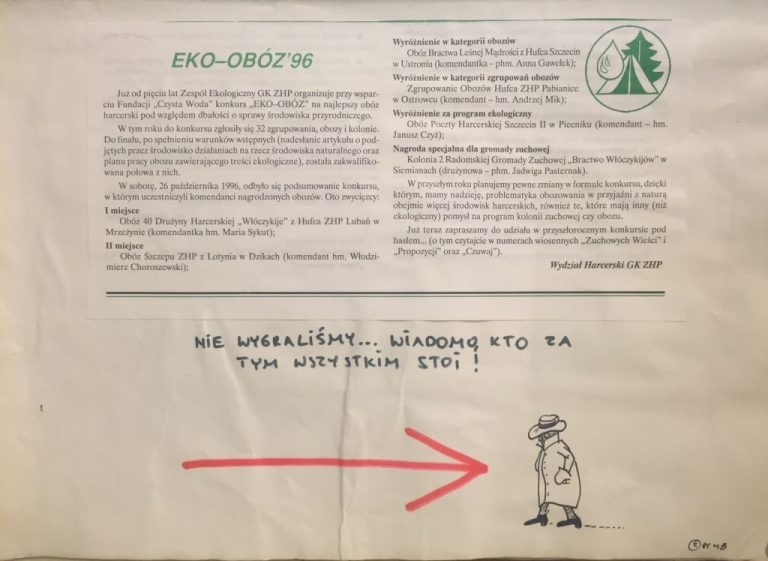 EKO–OBÓZ'96
Już od pięciu lat Zespół Ekologiczny GK ZHP organizuje przy wspar-
ciu Fundacji „Czysta Woda" konkurs „EKO–OBÓZ" na najlepszy obóz
harcerski pod względem dbałości o sprawy środowiska przyrodniczego.
W tym roku do konkursu zgłosiły się 32 zgrupowania, obozy i kolonie.
Do finału, po spełnieniu warunków wstępnych (nadesłanie artykułu o pod-
jętych przez środowisko działaniach na rzecz środowiska naturalnego oraz
planu pracy obozu zawierającego treści ekologiczne), została zakwalifiko-
wana połowa z nich.
W sobotę, 26 października 1996, odbyło się podsumowanie konkursu,
w którym uczestniczyli komendanci nagrodzonych obozów. Oto zwycięzcy:
I miejsce
Obóz 40 Drużyny Harcerskiej „Włóczykije" z Hufca ZHP Lubań w
Mrzeżynie (komendantka hm. Maria Sykut);
II miejsce
Obóz Szczepu ZHP z Lotynia w Dzikach (komendant hm. Włodzi-
mierz Choroszewski);
Wyróżnienie w kategorii obozów
Obóz Bractwa Leśnej Mądrości z Hufca Szczecin
w Ustroniu (komendantka – phm. Anna Gawełek);
Wyróżnienie w kategorii zgrupowań obozów
Zgrupowanie Obozów Hufca ZHP Pabianice
w Ostrowcu (komendant – hm. Andrzej Mik);
Wyróżnienie za program ekologiczny
Obóz Poczty Harcerskiej Szczecin II w Pieczniku (komendant – hm.
Janusz Czyż);
Nagroda specjalna dla gromady zuchowej
Kolonia 2 Radomskiej Gromady Zuchowej „Bractwo Włóczykijów" w
Siemianach (drużynowa – phm. Jadwiga Pasternak).
W przyszłym roku planujemy pewne zmiany w formule konkursu, dzięki
którym, mamy nadzieję, problematyka obozowania w przyjaźni z naturą
obejmie więcej środowisk harcerskich, również te, które mają inny (niż
ekologiczny) pomysł na program kolonii zuchowej czy obozu.
Już teraz zapraszamy do udziału w przyszłorocznym konkursie pod
hasłem... (o tym czytajcie w numerach wiosennych „Zuchowych Wieści" i
„Propozycji" oraz „Czuwaj").
Wydział Harcerski GK ZHP
NIE WYGRALIŚMY... WIADOMO KTO ZA
TYM WSZYSTKIM STOI!